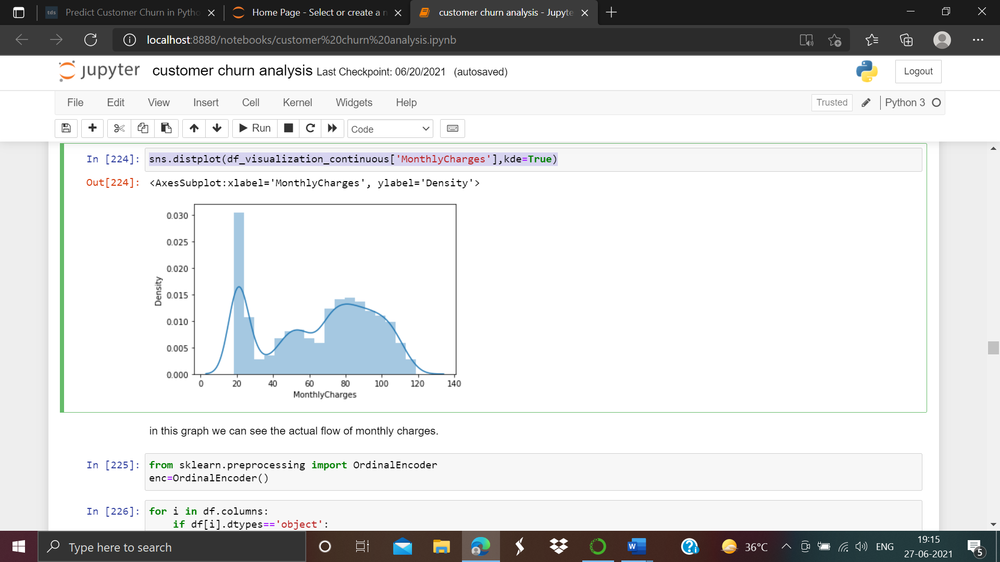 tds Predict Customer Churn in Pytho
Home Page - Select or create a n
customer churn analysis - Jupyte
localhost:8888/notebooks/customer%20churn%20analysis.ipynb
jupyter customer churn analysis Last Checkpoint: 06/20/2021 (autosaved)
Logout
File Edit View Insert Cell Kernel Widgets Help
Trusted Python 3
Run Code
In [224]: sns.distplot(df_visualization_continuous['MonthlyCharges'],kde=True)
Out[224]: <AxesSubplot:xlabel='MonthlyCharges', ylabel='Density'>
0.030
0.025
0.020
0.015
0.010
0.005
0.000
Density
0 20 40 60 80 100 120 140
MonthlyCharges
in this graph we can see the actual flow of monthly charges.
In [225]: from sklearn.preprocessing import OrdinalEncoder
enc=OrdinalEncoder()
In [226]: for i in df.columns:
if df[i].dtypes=='object':
Type here to search
W
36°C
ENG
19:15
27-06-2021
5